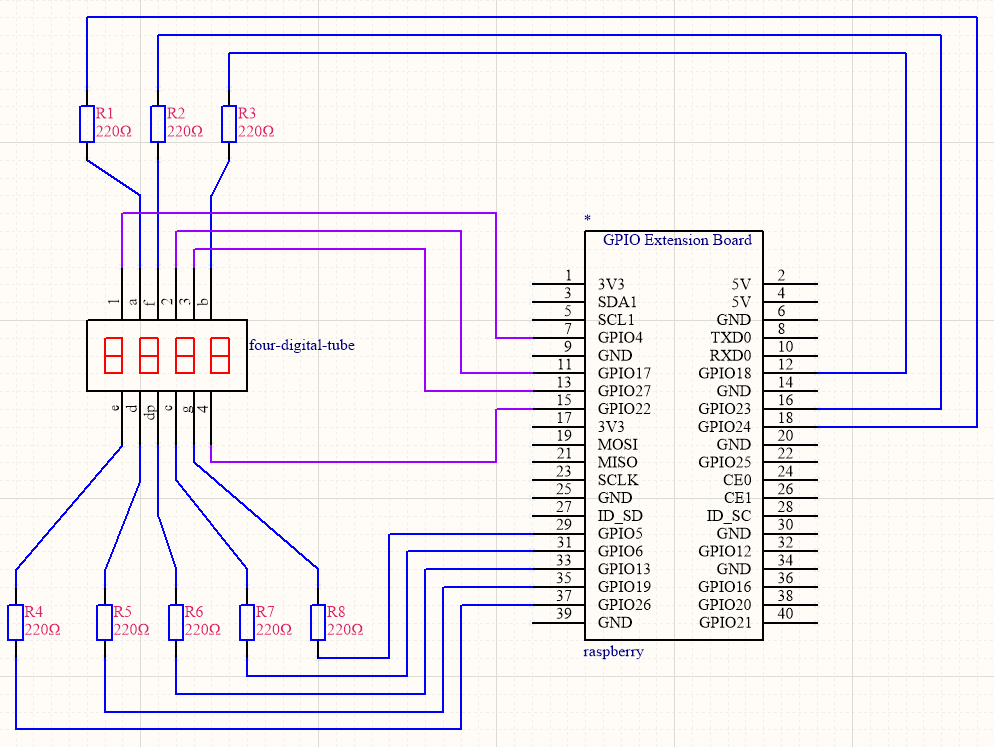 R1
220Ω
R2
220Ω
R3
220Ω
*
GPIO Extension Board
1 3V3 5V 2
3 SDA1 5V 4
5 SCL1 GND 6
7 GPIO4 TXD0 8
9 GND RXD0 10
11 GPIO17 GPIO18 12
13 GPIO27 GND 14
15 GPIO22 GPIO23 16
17 3V3 GPIO24 18
19 MOSI GND 20
21 MISO GPIO25 22
23 SCLK CE0 24
25 GND CE1 26
27 ID_SD ID_SC 28
29 GPIO5 GND 30
31 GPIO6 GPIO12 32
33 GPIO13 GND 34
35 GPIO19 GPIO16 36
37 GPIO26 GPIO20 38
39 GND GPIO21 40
raspberry
1 a f 2 3 b
8 8 8 8
four-digital-tube
e d dp c g 4
R4
220Ω
R5
220Ω
R6
220Ω
R7
220Ω
R8
220Ω